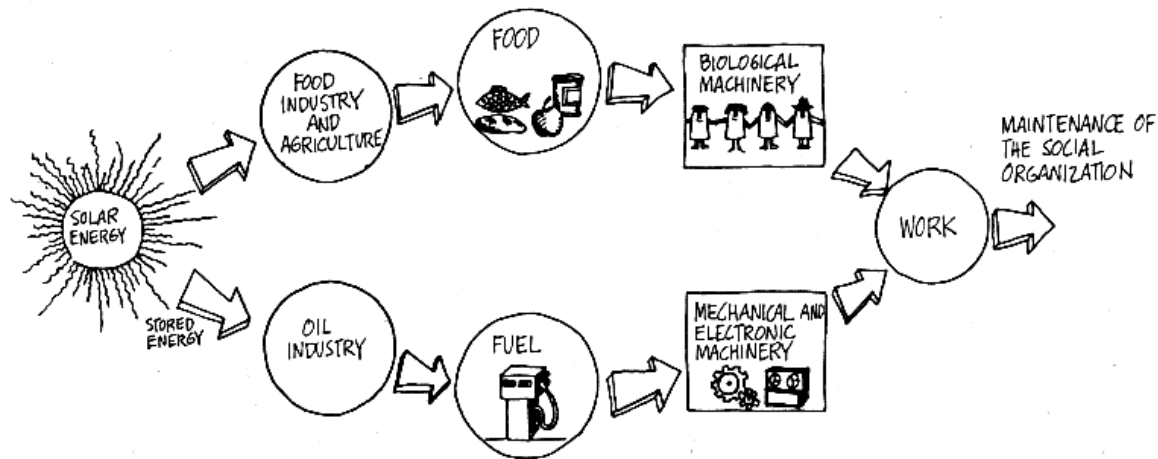 SOLAR
ENERGY
FOOD
INDUSTRY
AND
AGRICULTURE
FOOD
BIOLOGICAL
MACHINERY
STORED
ENERGY
OIL
INDUSTRY
FUEL
MECHANICAL AND
ELECTRONIC
MACHINERY
WORK
MAINTENANCE OF
THE SOCIAL
ORGANIZATION